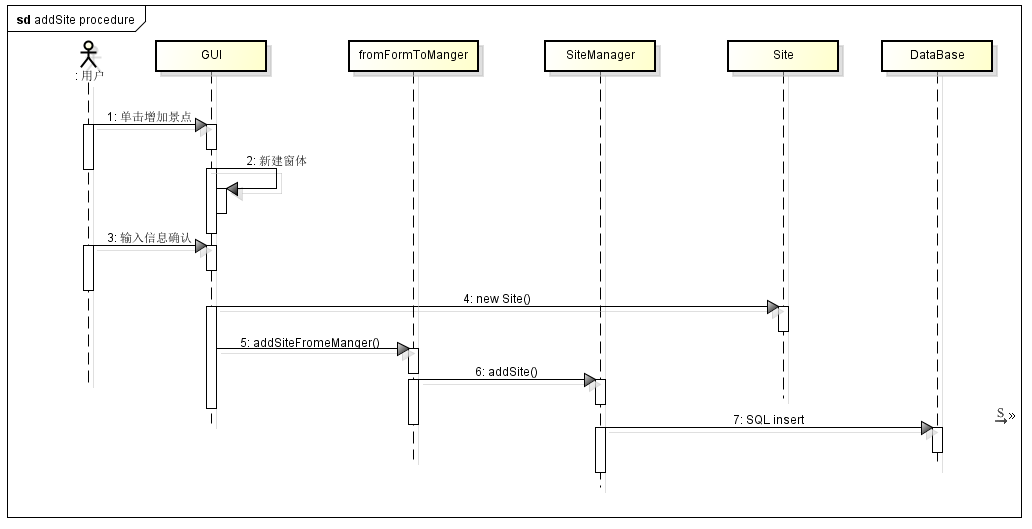 sd addSite procedure
GUI
fromFormToManger
SiteManager
Site
DataBase
: 用户
1: 单击增加景点
2: 新建窗体
3: 输入信息确认
4: new Site()
5: addSiteFromeManger()
6: addSite()
S »
7: SQL insert